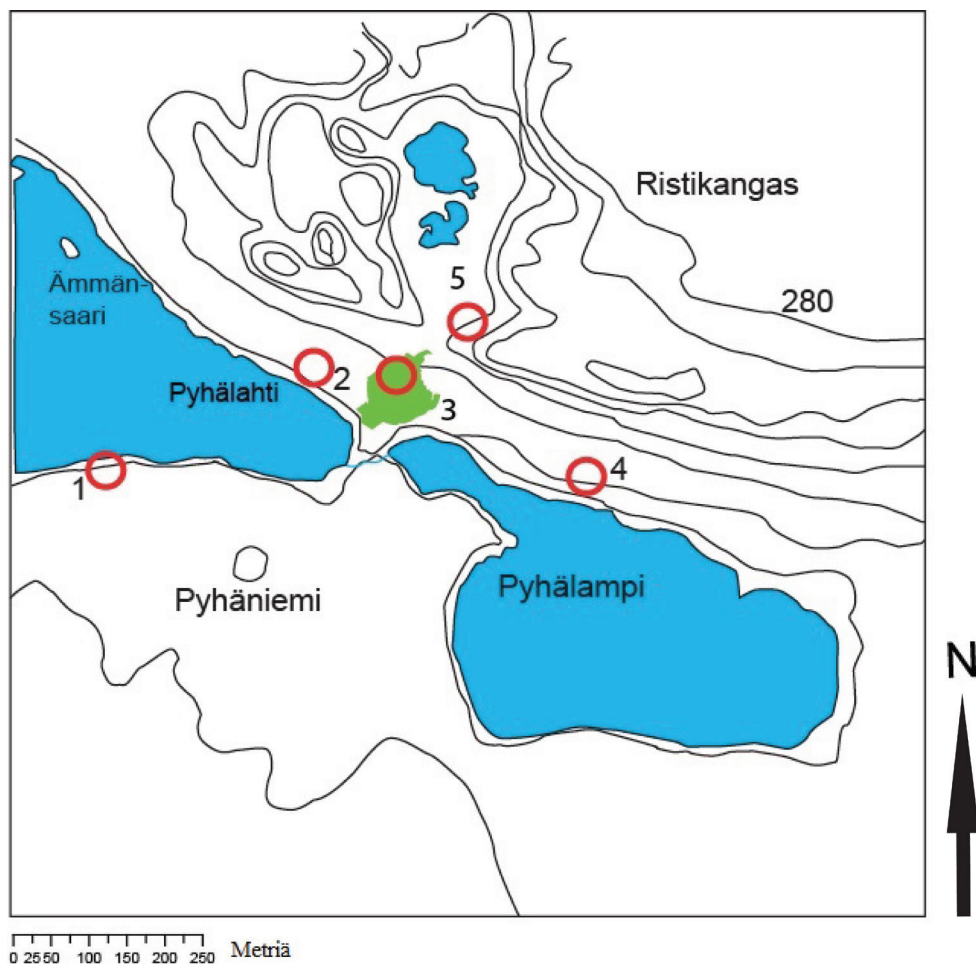 Ristikangas
280
Ämmän-
saari
5
Pyhälahti
2
3
1
4
Pyhäniemi
Pyhälampi
N
0 25 50 100 150 200 250 Metriä